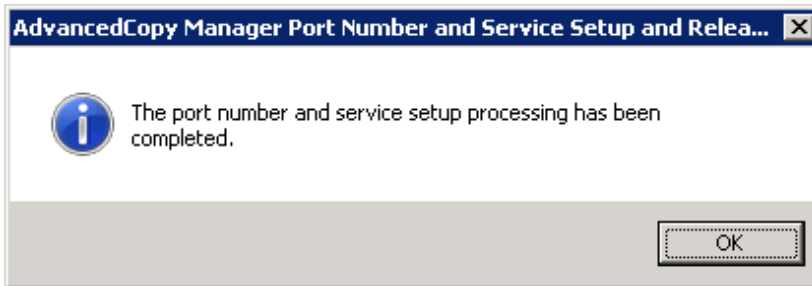 AdvancedCopy Manager Port Number and Service Setup and Relea...
The port number and service setup processing has been
completed.
OK